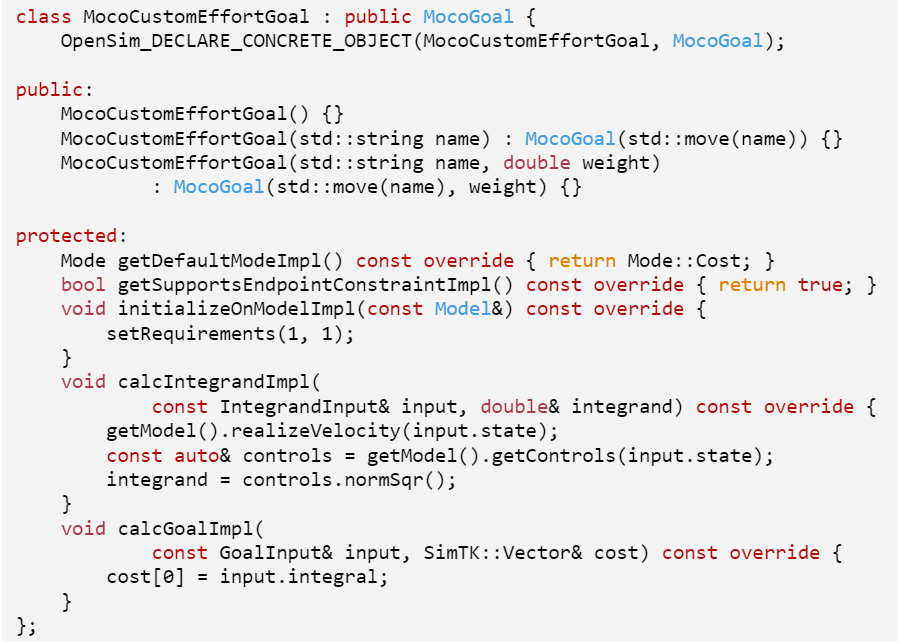 class MocoCustomEffortGoal : public MocoGoal {
    OpenSim_DECLARE_CONCRETE_OBJECT(MocoCustomEffortGoal, MocoGoal);

public:
    MocoCustomEffortGoal() {}
    MocoCustomEffortGoal(std::string name) : MocoGoal(std::move(name)) {}
    MocoCustomEffortGoal(std::string name, double weight)
            : MocoGoal(std::move(name), weight) {}

protected:
    Mode getDefaultModeImpl() const override { return Mode::Cost; }
    bool getSupportsEndpointConstraintImpl() const override { return true; }
    void initializeOnModelImpl(const Model&) const override {
        setRequirements(1, 1);
    }
    void calcIntegrandImpl(
            const IntegrandInput& input, double& integrand) const override {
        getModel().realizeVelocity(input.state);
        const auto& controls = getModel().getControls(input.state);
        integrand = controls.normSqr();
    }
    void calcGoalImpl(
            const GoalInput& input, SimTK::Vector& cost) const override {
        cost[0] = input.integral;
    }
};